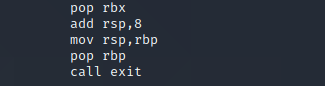 pop rbx
add rsp,8
mov rsp,rbp
pop rbp
call exit